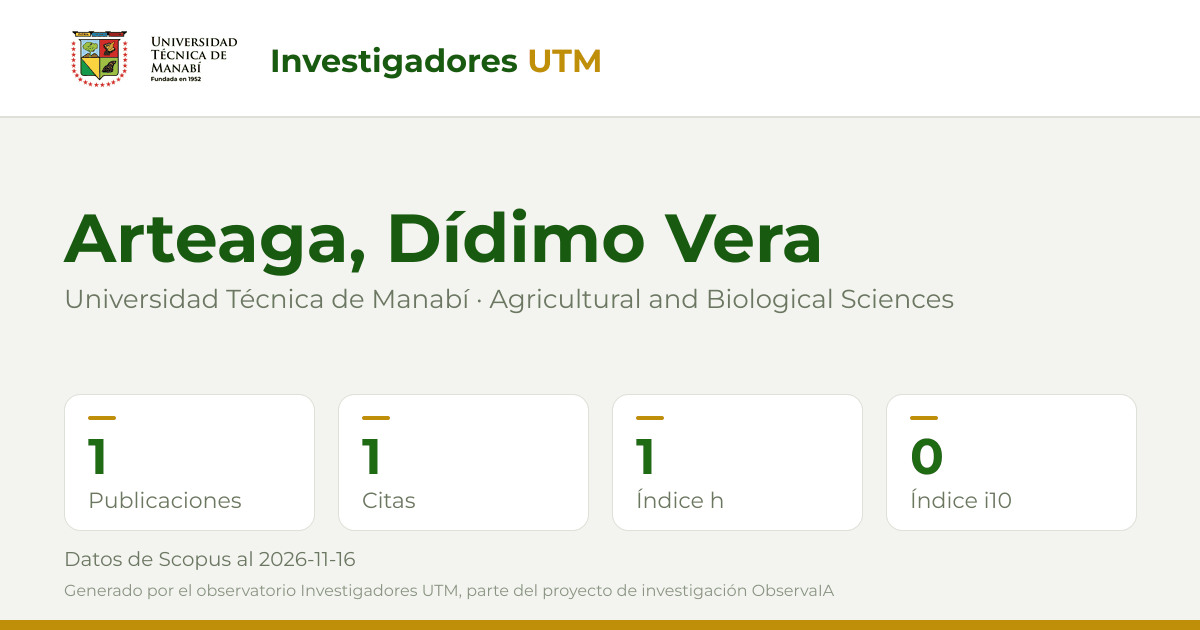 UNIVERSIDAD
TÉCNICA DE
MANABÍ
Fundada en 1952
Investigadores UTM
Arteaga, Dídimo Vera
Universidad Técnica de Manabí · Agricultural and Biological Sciences
1
Publicaciones
1
Citas
1
Índice h
0
Índice i10
Datos de Scopus al 2026-11-16
Generado por el observatorio Investigadores UTM, parte del proyecto de investigación ObservaIA